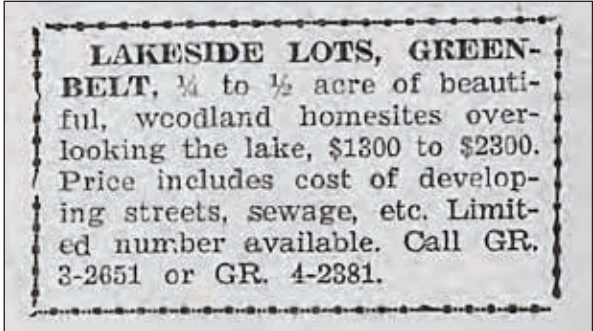 LAKESIDE LOTS, GREEN-
BELT, ¼ to ½ acre of beauti-
ful, woodland homesites over-
looking the lake, $1300 to $2300.
Price includes cost of develop-
ing streets, sewage, etc. Limit-
ed number available. Call GR.
3-2651 or GR. 4-2381.